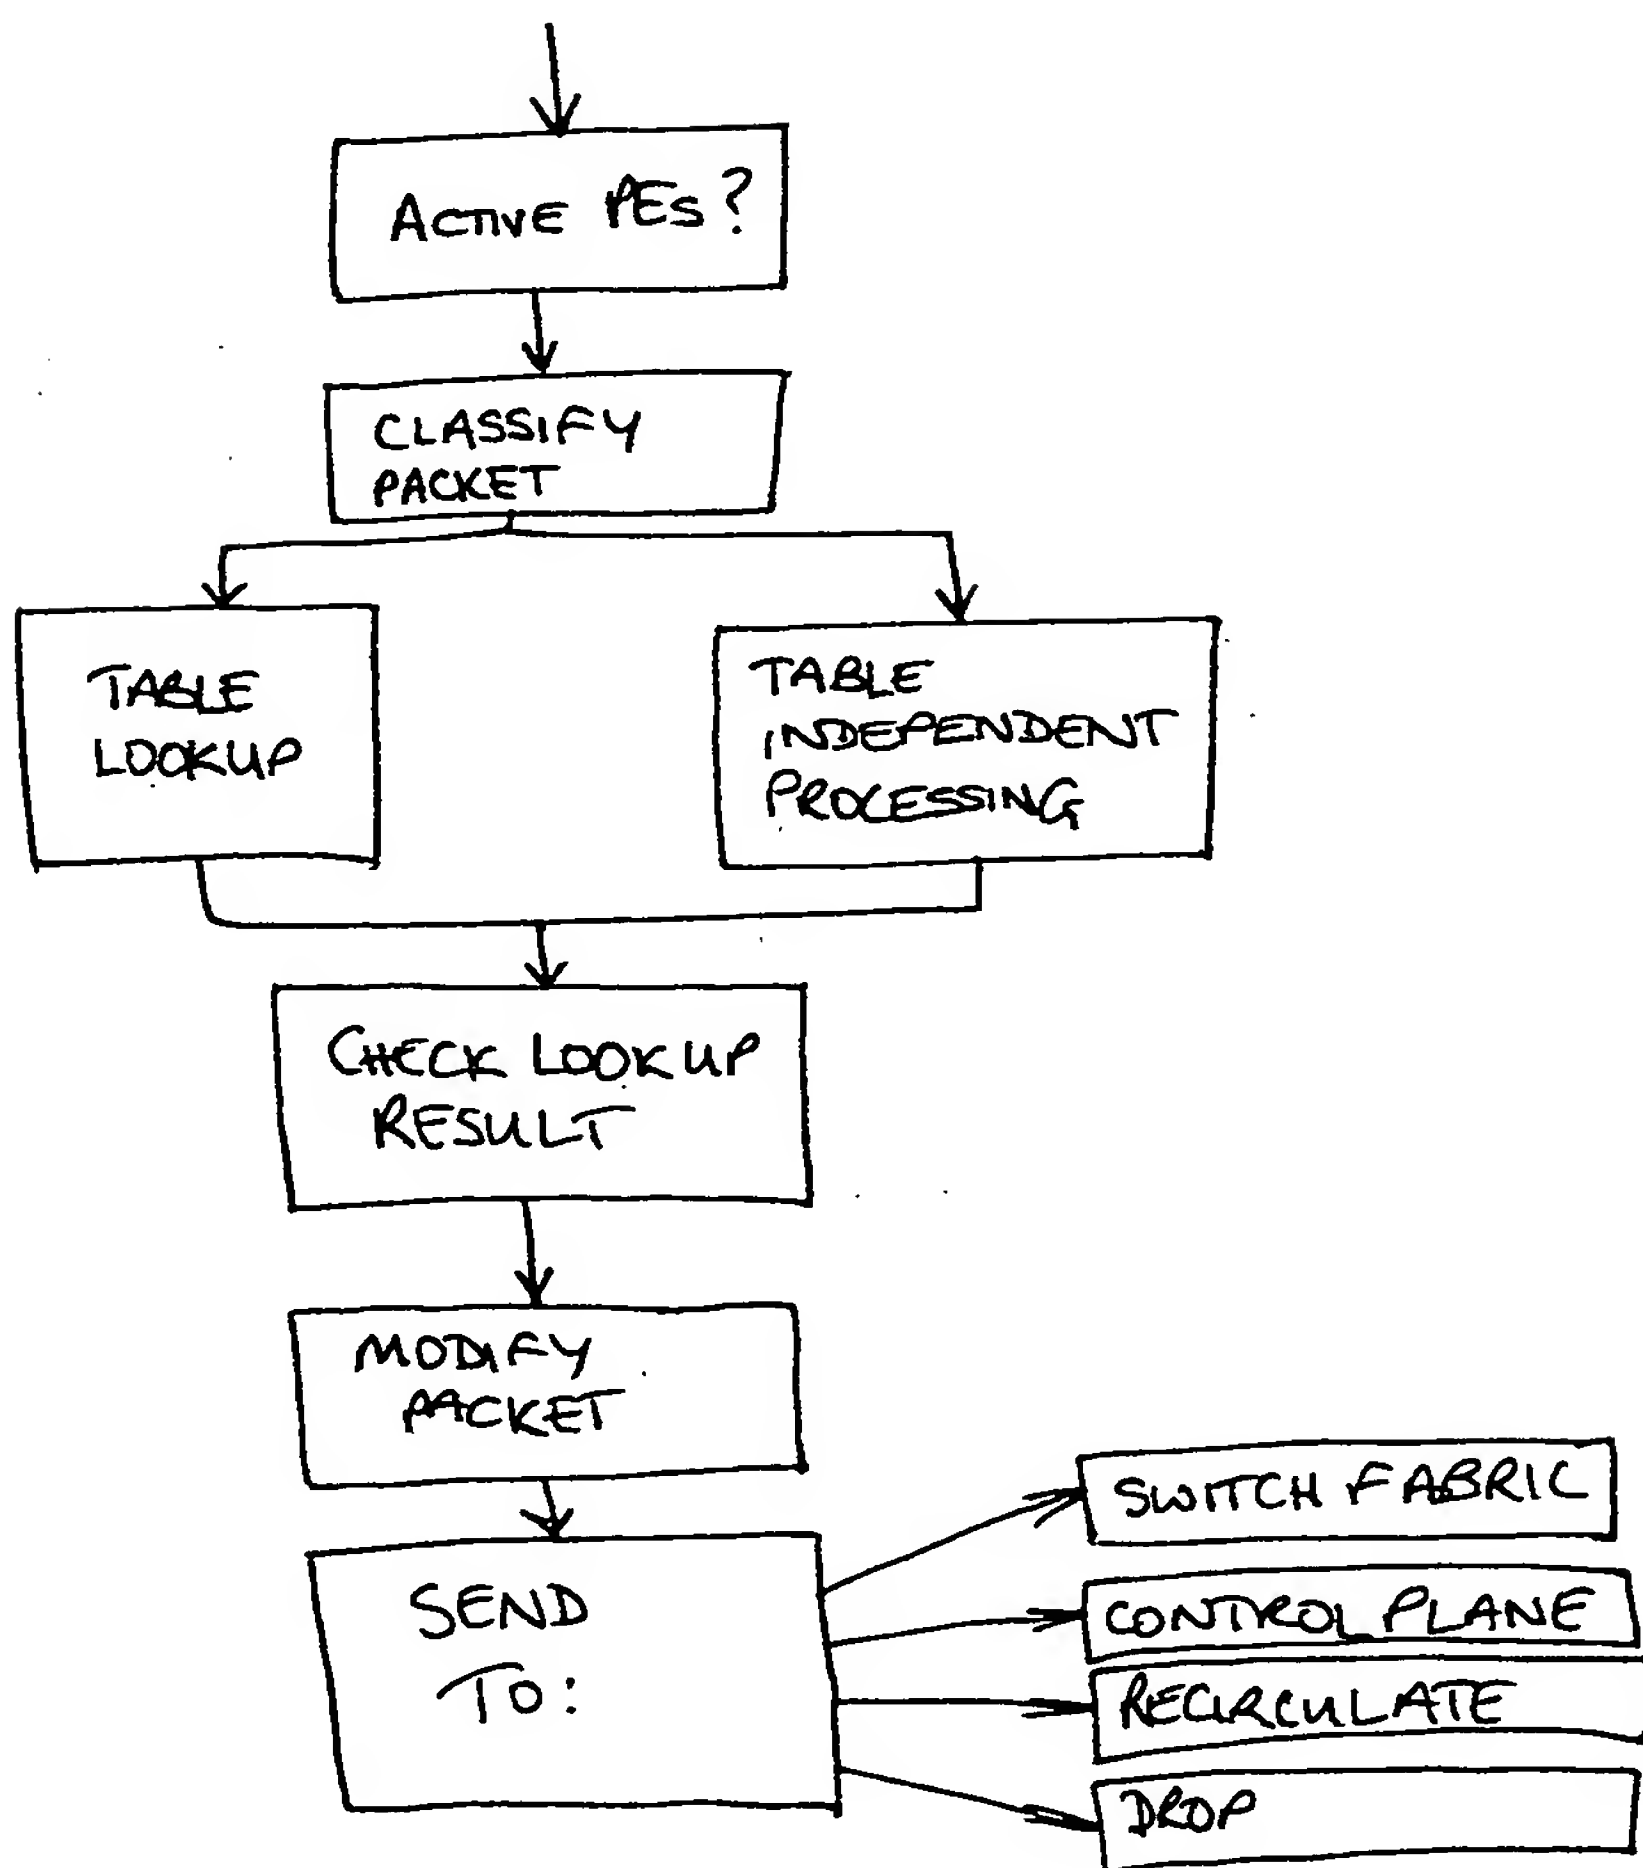 ACTIVE PEs?
CLASSIFY
PACKET
TABLE
LOOKUP
TABLE
INDEPENDENT
PROCESSING
CHECK LOOKUP
RESULT
MODIFY
PACKET
SEND
TO:
SWITCH FABRIC
CONTROL PLANE
RECIRCULATE
DROP